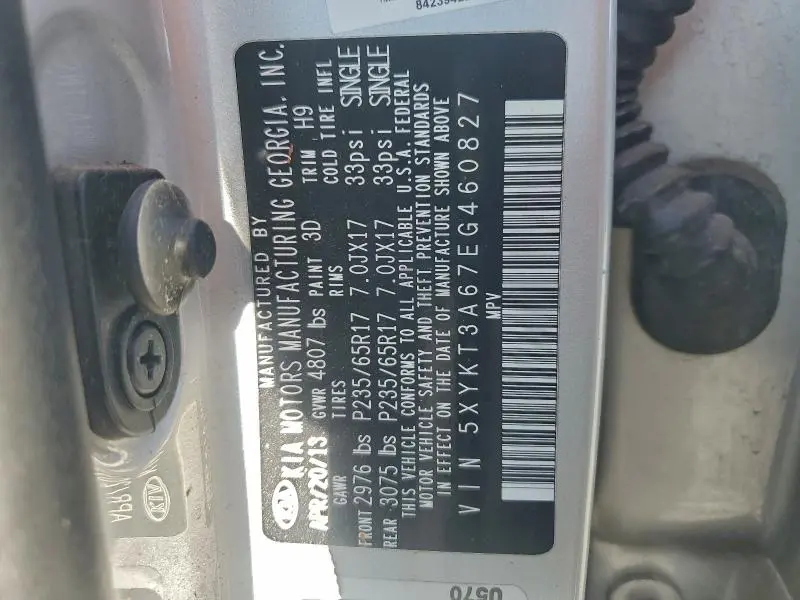 MANUFACTURED BY
KIA KIA MOTORS MANUFACTURING GEORGIA, INC.
APR/20/13 GVWR 4807 lbs PAINT 3D TRIM H9
GAWR TIRES RIMS COLD TIRE INFL
FRONT 2976 lbs P235/65R17 7.0JX17 33psi SINGLE
REAR 3075 lbs P235/65R17 7.0JX17 33psi SINGLE
THIS VEHICLE CONFORMS TO ALL APPLICABLE U.S.A. FEDERAL
MOTOR VEHICLE SAFETY AND THEFT PREVENTION STANDARDS
IN EFFECT ON THE DATE OF MANUFACTURE SHOWN ABOVE
VIN 5XYKT3A67EG460827
MPV
0570